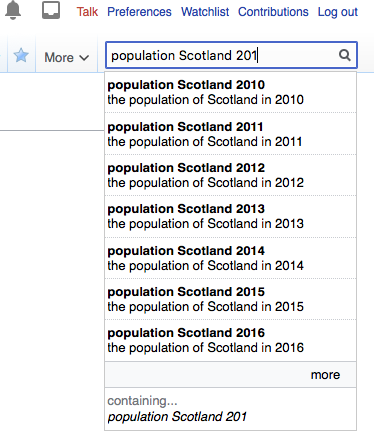 Talk Preferences Watchlist Contributions Log out
More
population Scotland 201
population Scotland 2010
the population of Scotland in 2010
population Scotland 2011
the population of Scotland in 2011
population Scotland 2012
the population of Scotland in 2012
population Scotland 2013
the population of Scotland in 2013
population Scotland 2014
the population of Scotland in 2014
population Scotland 2015
the population of Scotland in 2015
population Scotland 2016
the population of Scotland in 2016
more
containing...
population Scotland 201